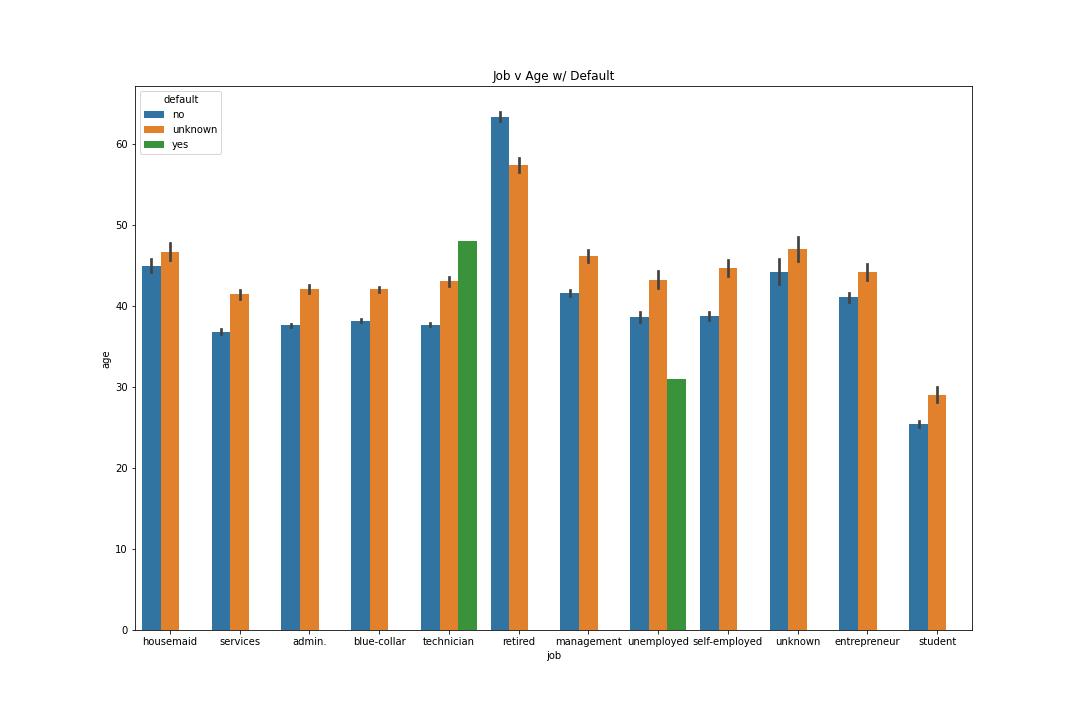 Job v Age w/ Default
default
no
unknown
yes
60
50
40
30
20
10
0
age
housemaid services admin. blue-collar technician retired management unemployed self-employed unknown entrepreneur student
job